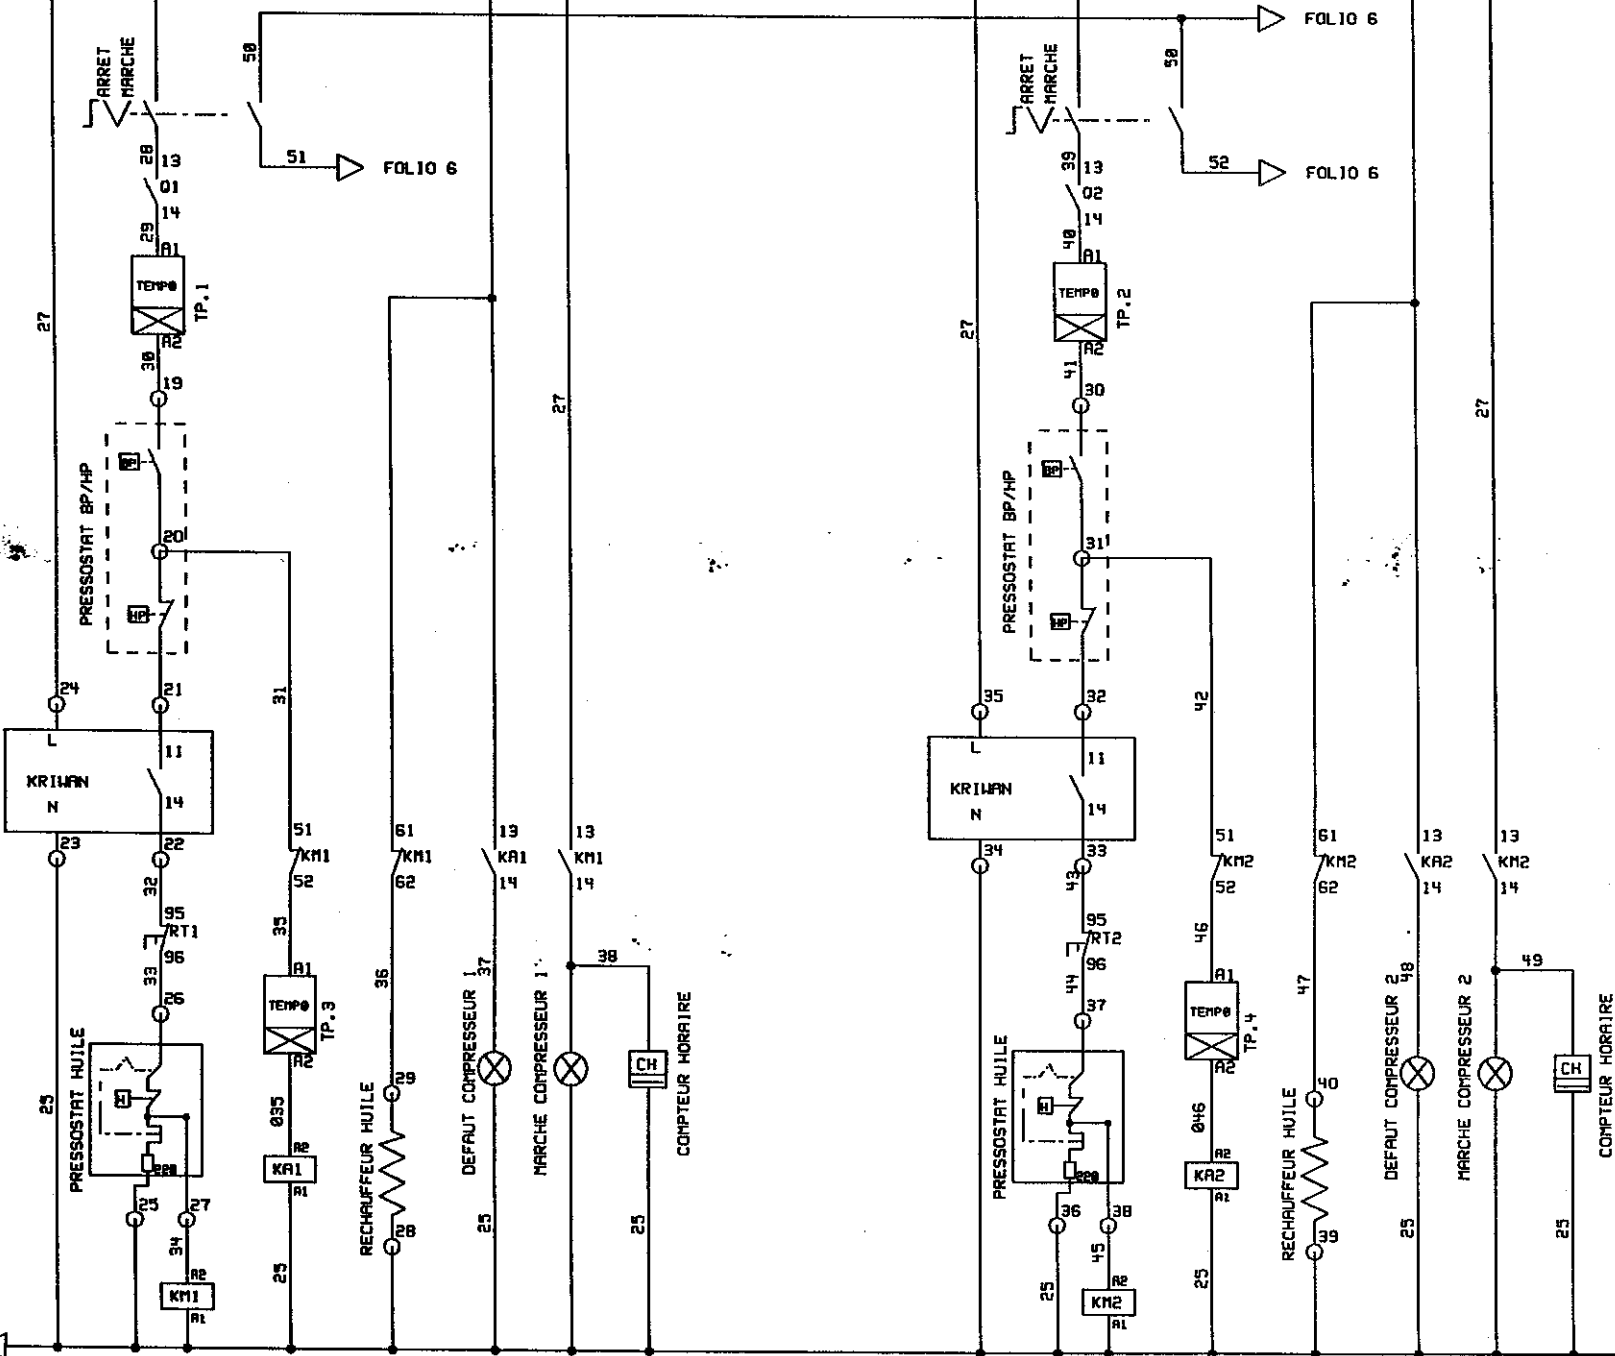 FOLIO 6
ARRET
MARCHE
50
51
FOLIO 6
28
13
Q1
14
29
A1
TEMPO
TP.1
A2
30
19
27
27
PRESSOSTAT BP/HP
20
HP
31
24
21
L
11
KRIWAN
N
14
23
22
32
95
RT1
96
33
26
PRESSOSTAT HUILE
H
220
25
27
34
A2
KM1
A1
25
51
KM1
52
35
A1
TEMPO
TP.3
A2
035
A2
KA1
A1
25
61
KM1
62
36
29
RECHAUFFEUR HUILE
28
13
KA1
14
37
DEFAUT COMPRESSEUR 1
25
13
KM1
14
38
MARCHE COMPRESSEUR 1
CH
COMPTEUR HORAIRE
25
ARRET
MARCHE
50
52
FOLIO 6
39
13
Q2
14
40
A1
TEMPO
TP.2
A2
41
30
27
27
PRESSOSTAT BP/HP
BP
31
HP
42
35
32
L
11
KRIWAN
N
14
34
33
43
95
RT2
96
44
37
PRESSOSTAT HUILE
H
220
36
38
45
A2
KM2
A1
25
51
KM2
52
46
A1
TEMPO
TP.4
A2
046
A2
KA2
A1
25
61
KM2
62
47
40
RECHAUFFEUR HUILE
39
13
KA2
14
48
DEFAUT COMPRESSEUR 2
25
13
KM2
14
49
MARCHE COMPRESSEUR 2
CH
COMPTEUR HORAIRE
25